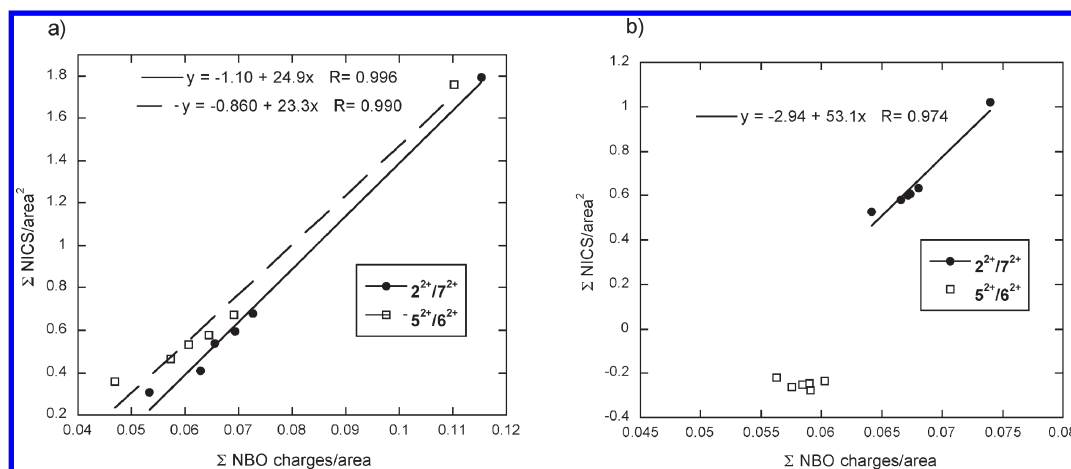 a)
y = -1.10 + 24.9x R= 0.996
- y = -0.860 + 23.3x R= 0.990
1.8
1.6
1.4
1.2
1
0.8
0.6
0.4
0.2
Σ NICS/area²
2²⁺/7²⁺
- 5²⁺/6²⁺
0.04 0.05 0.06 0.07 0.08 0.09 0.1 0.11 0.12
Σ NBO charges/area
b)
y = -2.94 + 53.1x R = 0.974
1.2
1
0.8
0.6
0.4
0.2
0
-0.2
-0.4
Σ NICS/area²
2²⁺/7²⁺
5²⁺/6²⁺
0.045 0.05 0.055 0.06 0.065 0.07 0.075 0.08
Σ NBO charges/area